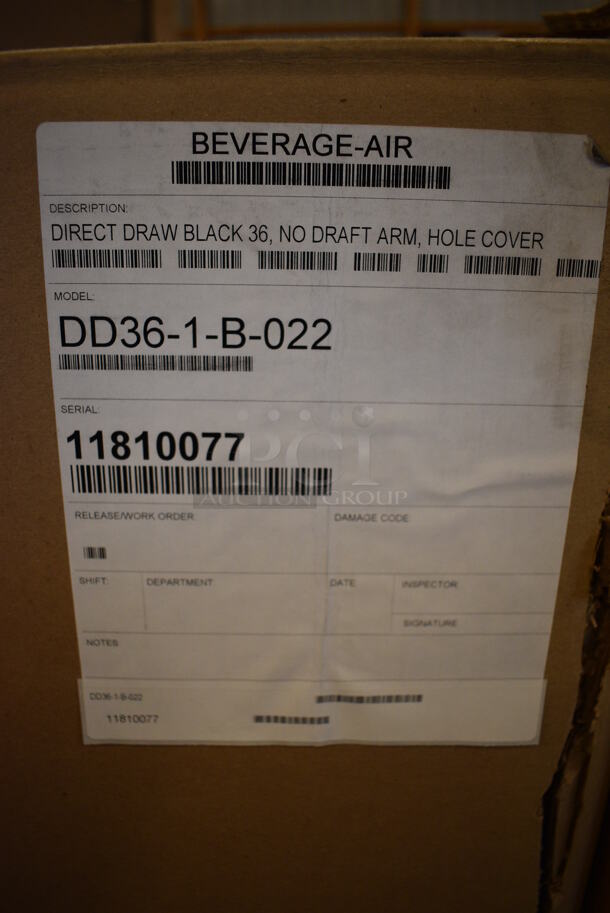 BEVERAGE-AIR
DESCRIPTION:
DIRECT DRAW BLACK 36, NO DRAFT ARM, HOLE COVER
MODEL:
DD36-1-B-022
SERIAL:
11810077
PCI
AUCTION GROUP
RELEASE/WORK ORDER:
DAMAGE CODE:
SHIFT:
DEPARTMENT
DATE
INSPECTOR
SIGNATURE
NOTES
DD36-1-B-022
11810077